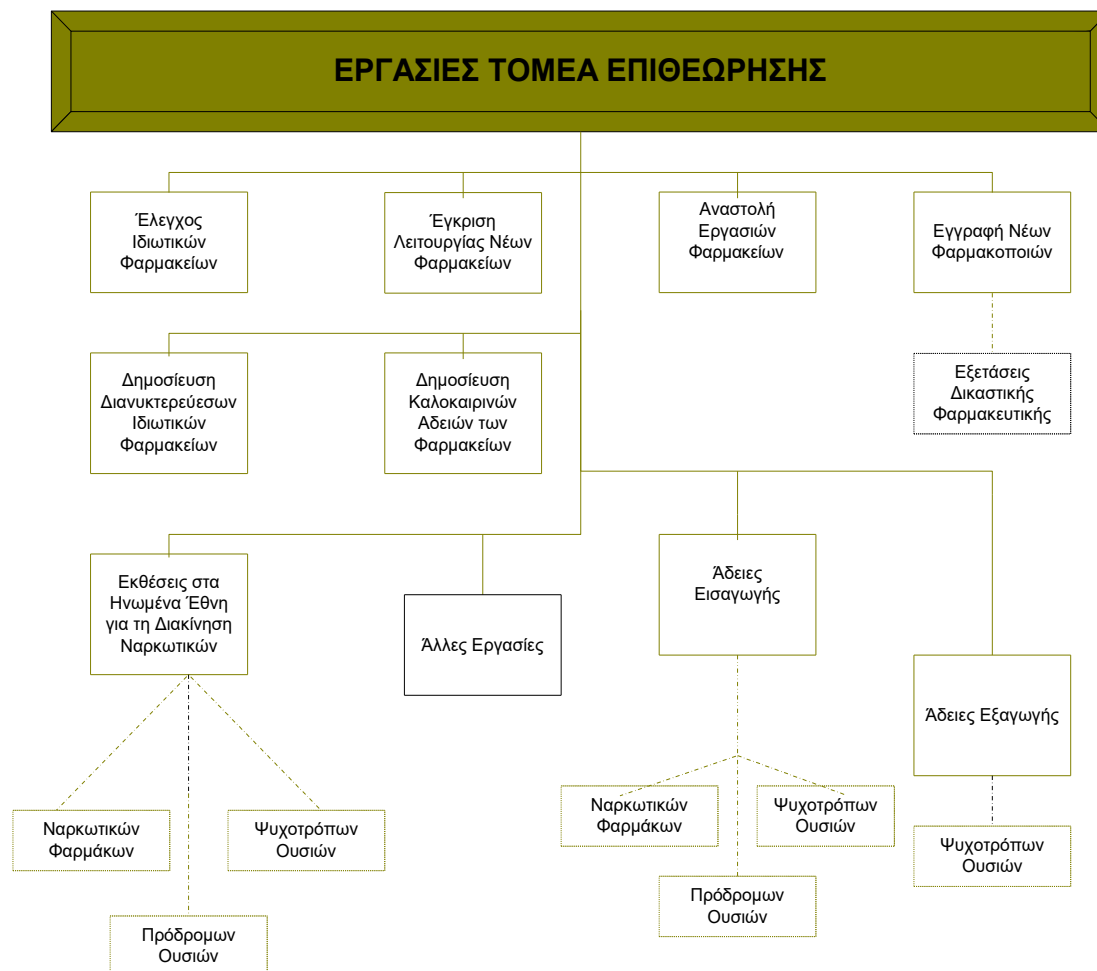 ΕΡΓΑΣΙΕΣ ΤΟΜΕΑ ΕΠΙΘΕΩΡΗΣΗΣ
Έλεγχος
Ιδιωτικών
Φαρμακείων
Έγκριση
Λειτουργίας Νέων
Φαρμακείων
Αναστολή
Εργασιών
Φαρμακείων
Εγγραφή Νέων
Φαρμακοποιών
Δημοσίευση
Διανυκτερεύεσων
Ιδιωτικών
Φαρμακείων
Δημοσίευση
Καλοκαιρινών
Αδειών των
Φαρμακείων
Εξετάσεις
Δικαστικής
Φαρμακευτικής
Εκθέσεις στα
Ηνωμένα Έθνη
για τη Διακίνηση
Ναρκωτικών
Άλλες Εργασίες
Άδειες
Εισαγωγής
Άδειες Εξαγωγής
Ναρκωτικών
Φαρμάκων
Ψυχοτρόπων
Ουσιών
Πρόδρομων
Ουσιών
Ναρκωτικών
Φαρμάκων
Ψυχοτρόπων
Ουσιών
Πρόδρομων
Ουσιών
Ψυχοτρόπων
Ουσιών